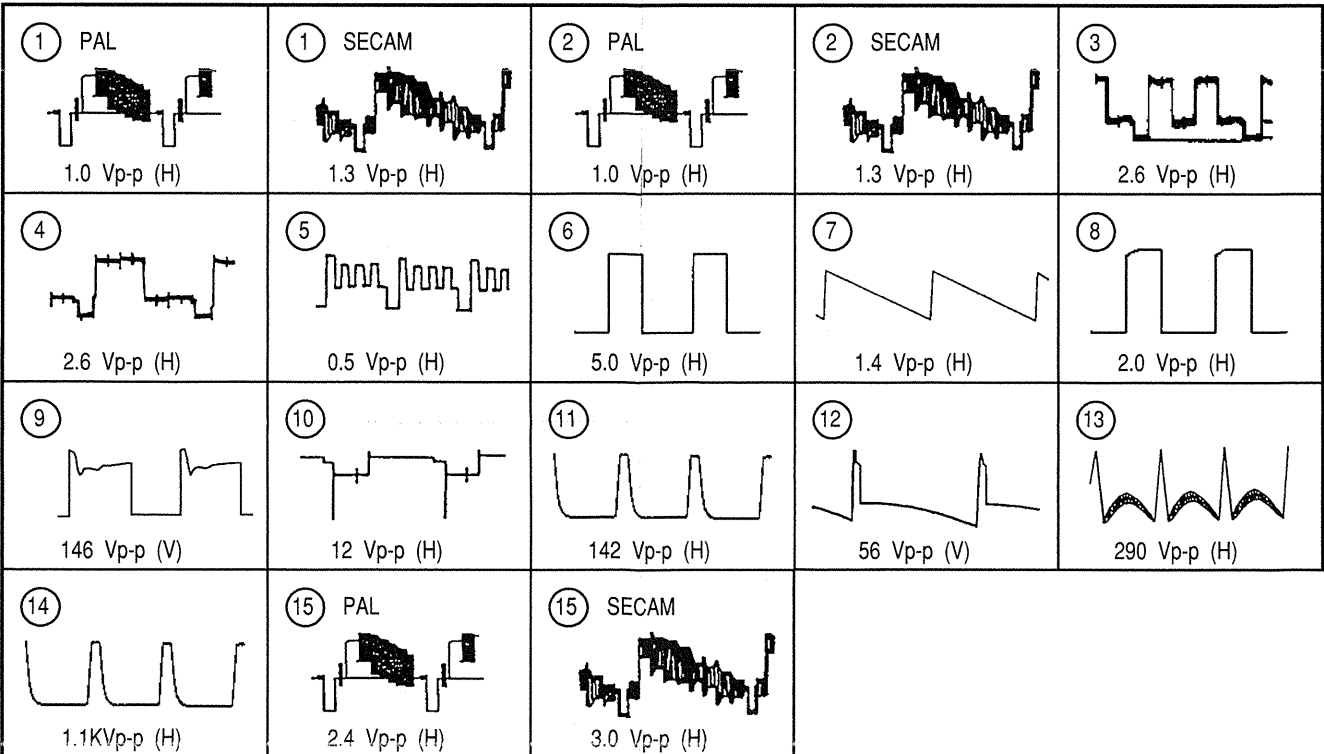 1 PAL
1.0 Vp-p (H)
1 SECAM
1.3 Vp-p (H)
2 PAL
1.0 Vp-p (H)
2 SECAM
1.3 Vp-p (H)
3
2.6 Vp-p (H)
4
2.6 Vp-p (H)
5
0.5 Vp-p (H)
6
5.0 Vp-p (H)
7
1.4 Vp-p (H)
8
2.0 Vp-p (H)
9
146 Vp-p (V)
10
12 Vp-p (H)
11
142 Vp-p (H)
12
56 Vp-p (V)
13
290 Vp-p (H)
14
1.1KVp-p (H)
15 PAL
2.4 Vp-p (H)
15 SECAM
3.0 Vp-p (H)